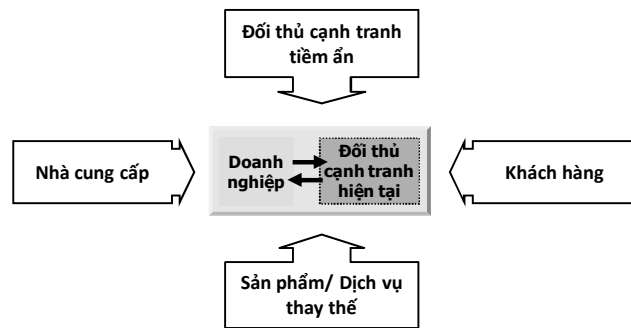 Đối thủ cạnh tranh
tiềm ẩn
Nhà cung cấp
Doanh
nghiệp
Đối thủ
cạnh tranh
hiện tại
Khách hàng
Sản phẩm/ Dịch vụ
thay thế